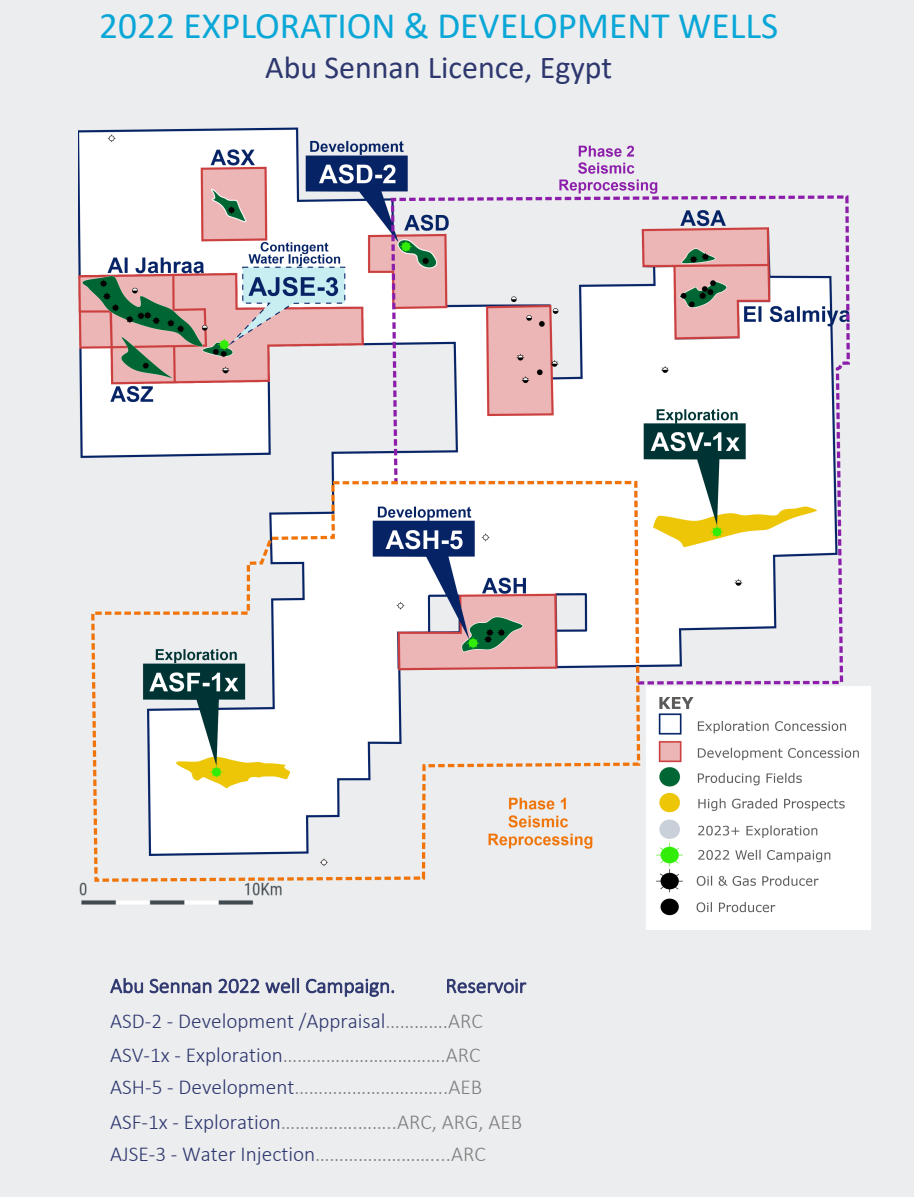 2022 EXPLORATION & DEVELOPMENT WELLS
Abu Sennan Licence, Egypt
Development
ASD-2
Phase 2
Seismic
Reprocessing
ASX
ASD
ASA
Contingent
Water Injection
AJSE-3
Al Jahraa
El Salmiya
ASZ
Exploration
ASV-1x
Development
ASH-5
ASH
Exploration
ASF-1x
Phase 1
Seismic
Reprocessing
0
10Km
KEY
Exploration Concession
Development Concession
Producing Fields
High Graded Prospects
2023+ Exploration
2022 Well Campaign
Oil & Gas Producer
Oil Producer
Abu Sennan 2022 well Campaign. Reservoir
ASD-2 - Development /Appraisal.............ARC
ASV-1x - Exploration..................................ARC
ASH-5 - Development................................AEB
ASF-1x - Exploration........................ARC, ARG, AEB
AJSE-3 - Water Injection............................ARC